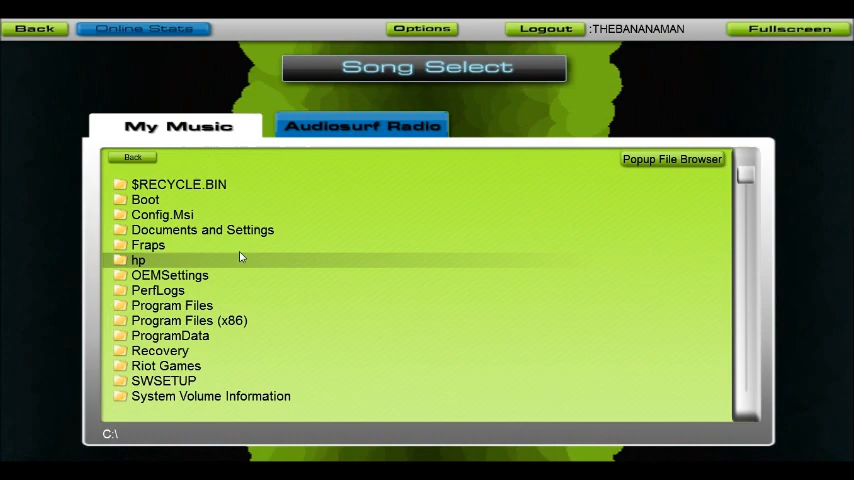 Back Online Stats Options Logout :THEBANANAMAN Fullscreen
Song Select
My Music Audiosurf Radio
Back Popup File Browser
$RECYCLE.BIN
Boot
Config.Msi
Documents and Settings
Fraps
hp
OEMSettings
PerfLogs
Program Files
Program Files (x86)
ProgramData
Recovery
Riot Games
SWSETUP
System Volume Information
C:\